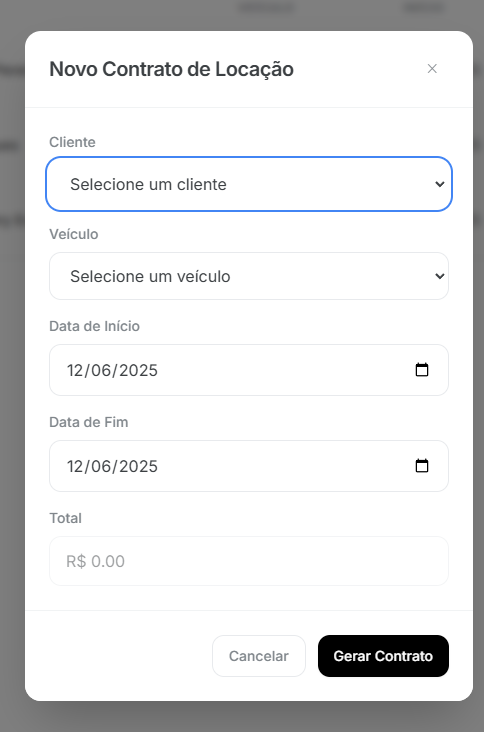 Novo Contrato de Locação
Cliente
Selecione um cliente
Veículo
Selecione um veículo
Data de Início
12/06/2025
Data de Fim
12/06/2025
Total
R$ 0.00
Cancelar
Gerar Contrato